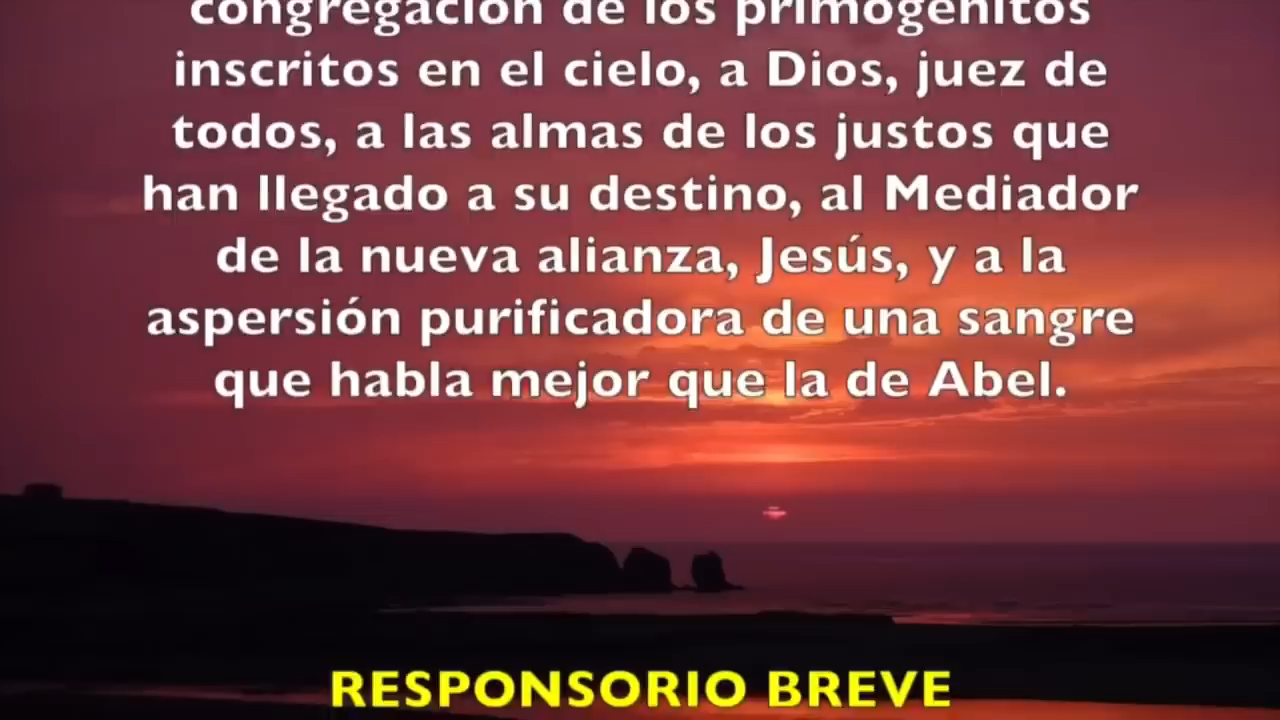 congregación de los primogénitos
inscritos en el cielo, a Dios, juez de
todos, a las almas de los justos que
han llegado a su destino, al Mediador
de la nueva alianza, Jesús, y a la
aspersión purificadora de una sangre
que habla mejor que la de Abel.
RESPONSORIO BREVE